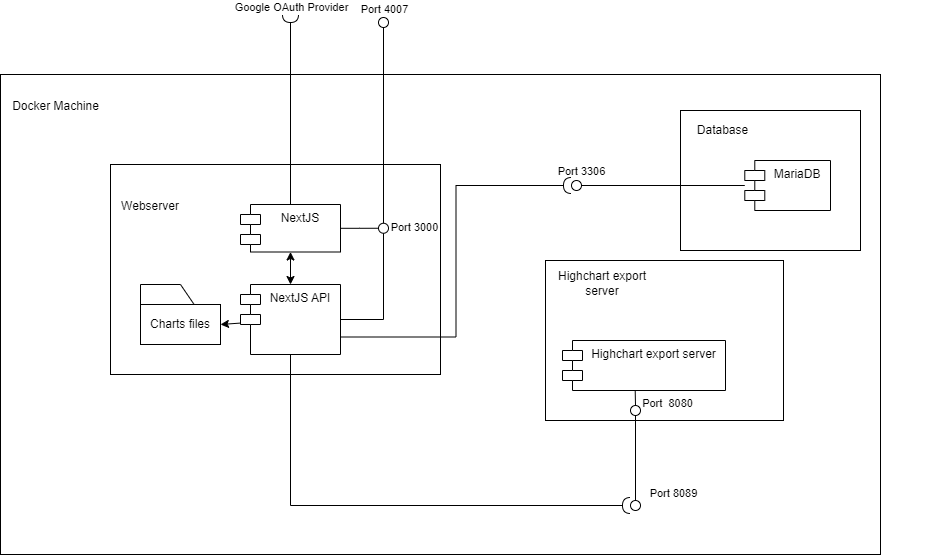 Google OAuth Provider
Port 4007
Docker Machine
Database
MariaDB
Port 3306
Webserver
NextJS
Port 3000
Highchart export
server
NextJS API
Charts files
Highchart export server
Port 8080
Port 8089